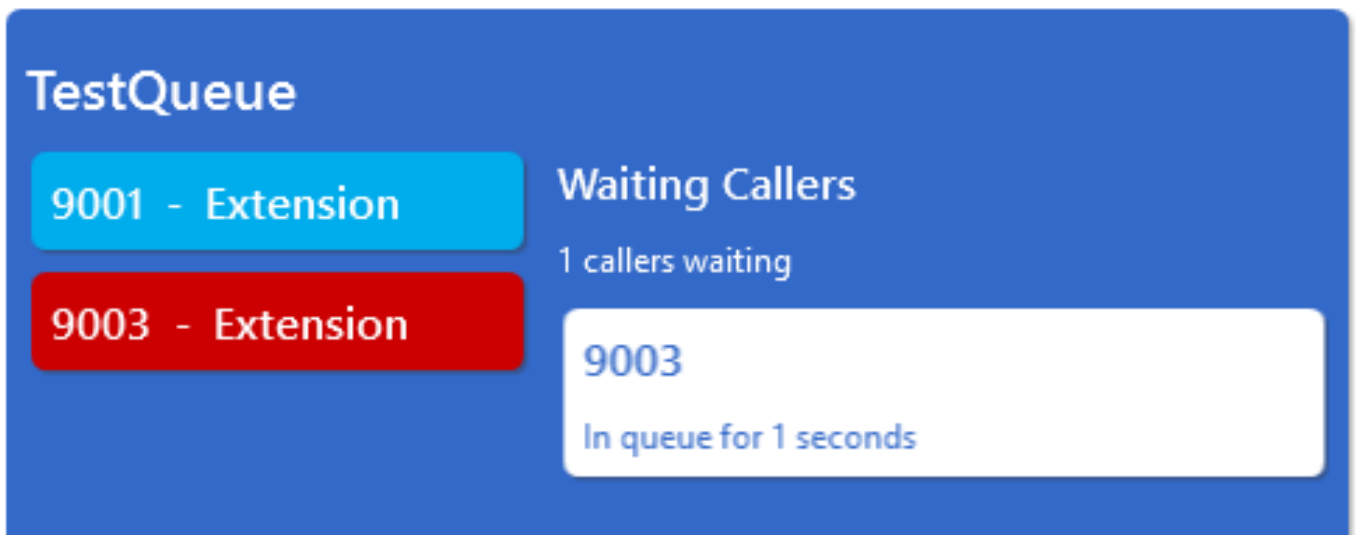 TestQueue
9001 - Extension
9003 - Extension
Waiting Callers
1 callers waiting
9003
In queue for 1 seconds